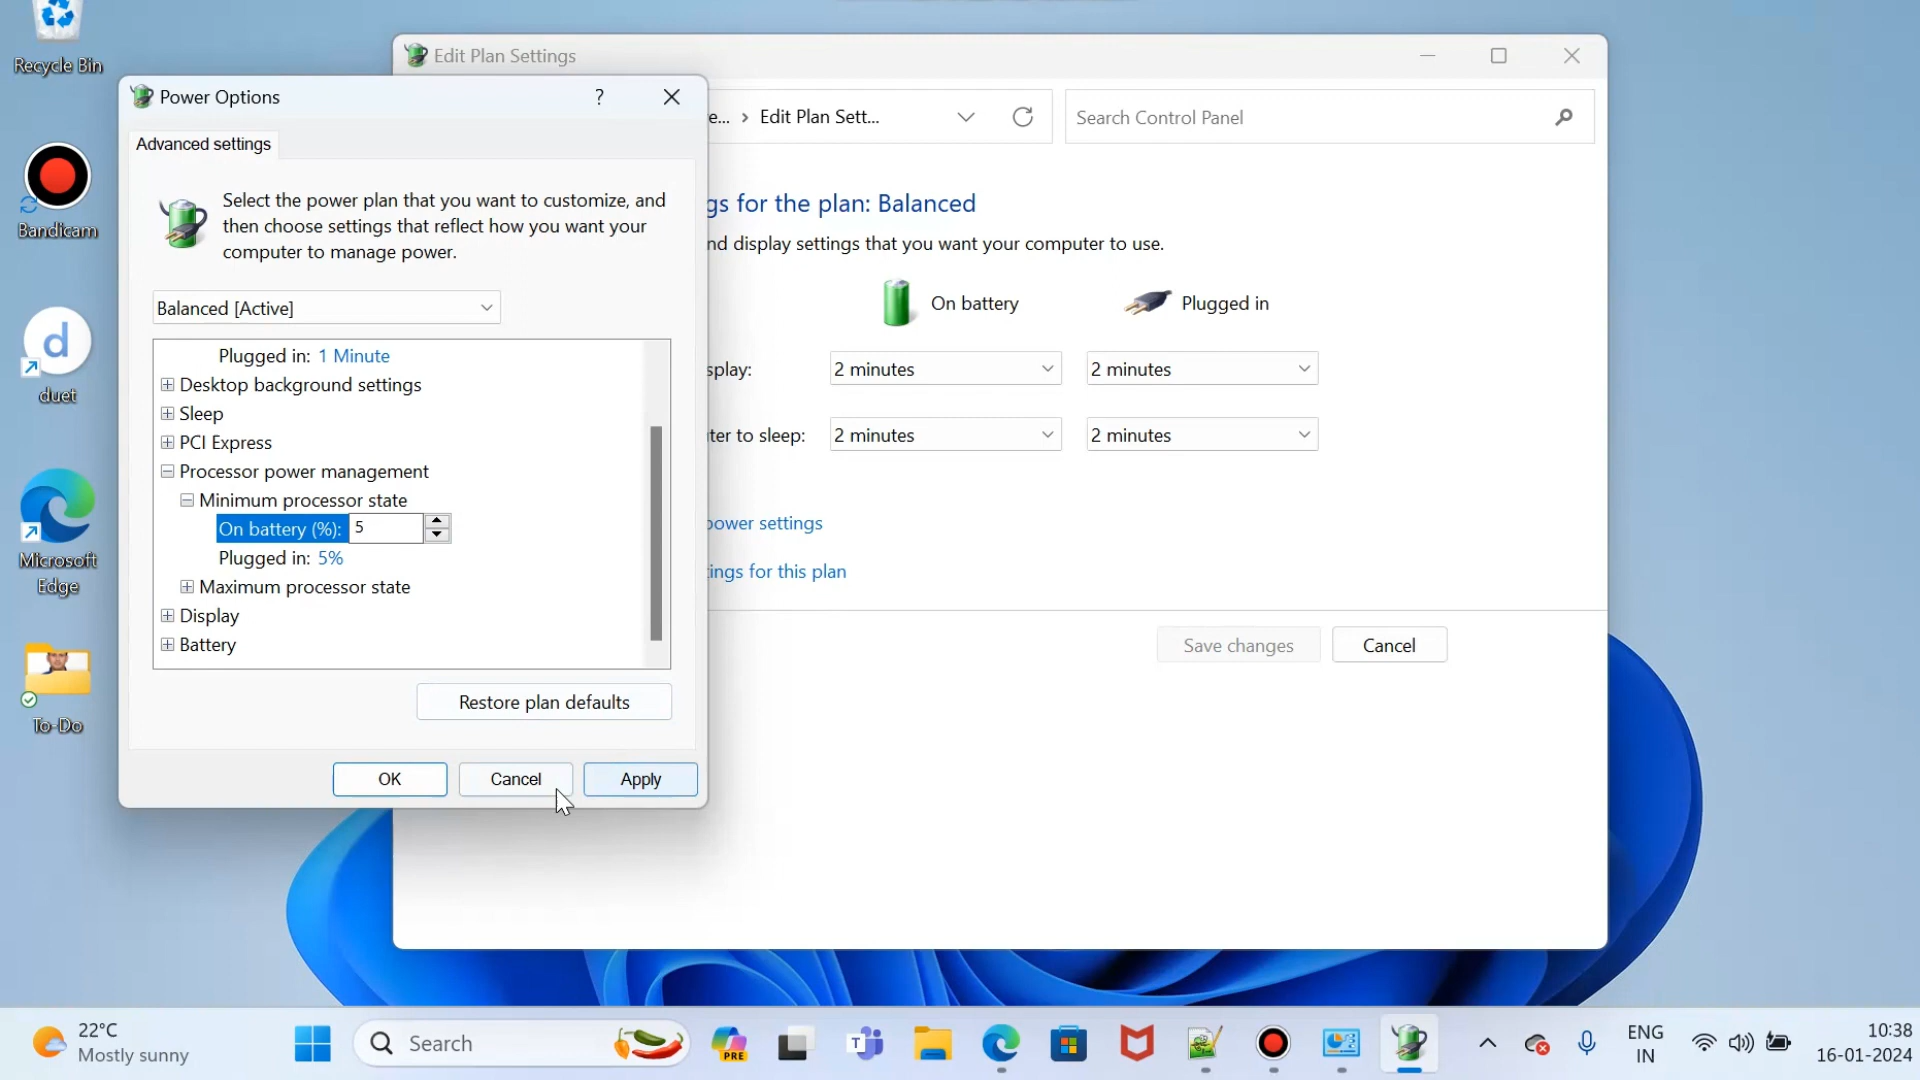 Recycle Bin
Bandicam
duet
Microsoft
Edge
To-Do
Edit Plan Settings
e... › Edit Plan Sett...
Search Control Panel
gs for the plan: Balanced
nd display settings that you want your computer to use.
On battery
Plugged in
splay:
2 minutes
2 minutes
ter to sleep:
2 minutes
2 minutes
power settings
tings for this plan
Save changes
Cancel
Power Options
?
Advanced settings
Select the power plan that you want to customize, and
then choose settings that reflect how you want your
computer to manage power.
Balanced [Active]
Plugged in: 1 Minute
Desktop background settings
Sleep
PCI Express
Processor power management
Minimum processor state
On battery (%): 5
Plugged in: 5%
Maximum processor state
Display
Battery
Restore plan defaults
OK
Cancel
Apply
22°C
Mostly sunny
Search
PRE
T
ENG
IN
10:38
16-01-2024